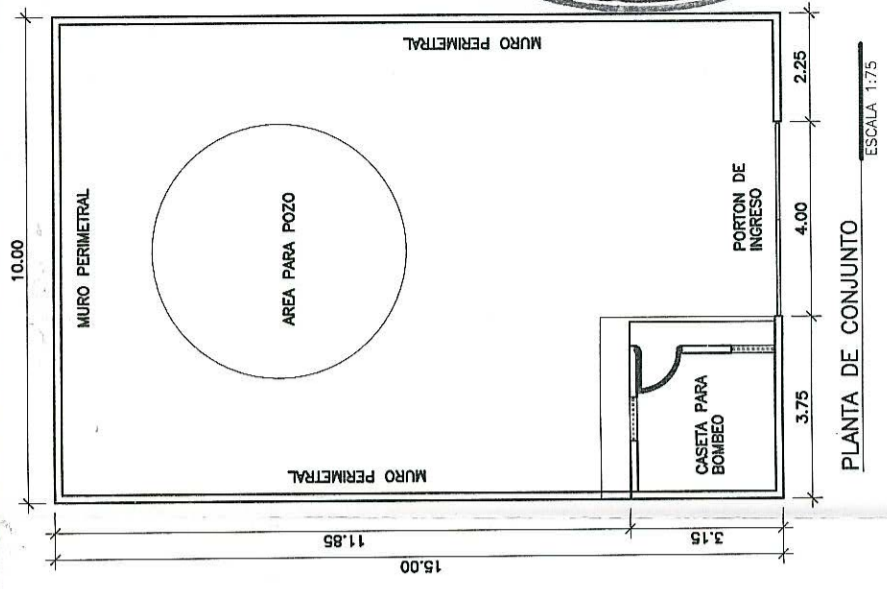 10.00
MURO PERIMETRAL
MURO PERIMETRAL
AREA PARA POZO
MURO PERIMETRAL
11.85
15.00
3.15
CASETA PARA
BOMBEO
PORTON DE
INGRESO
3.75
4.00
2.25
PLANTA DE CONJUNTO
ESCALA 1:75